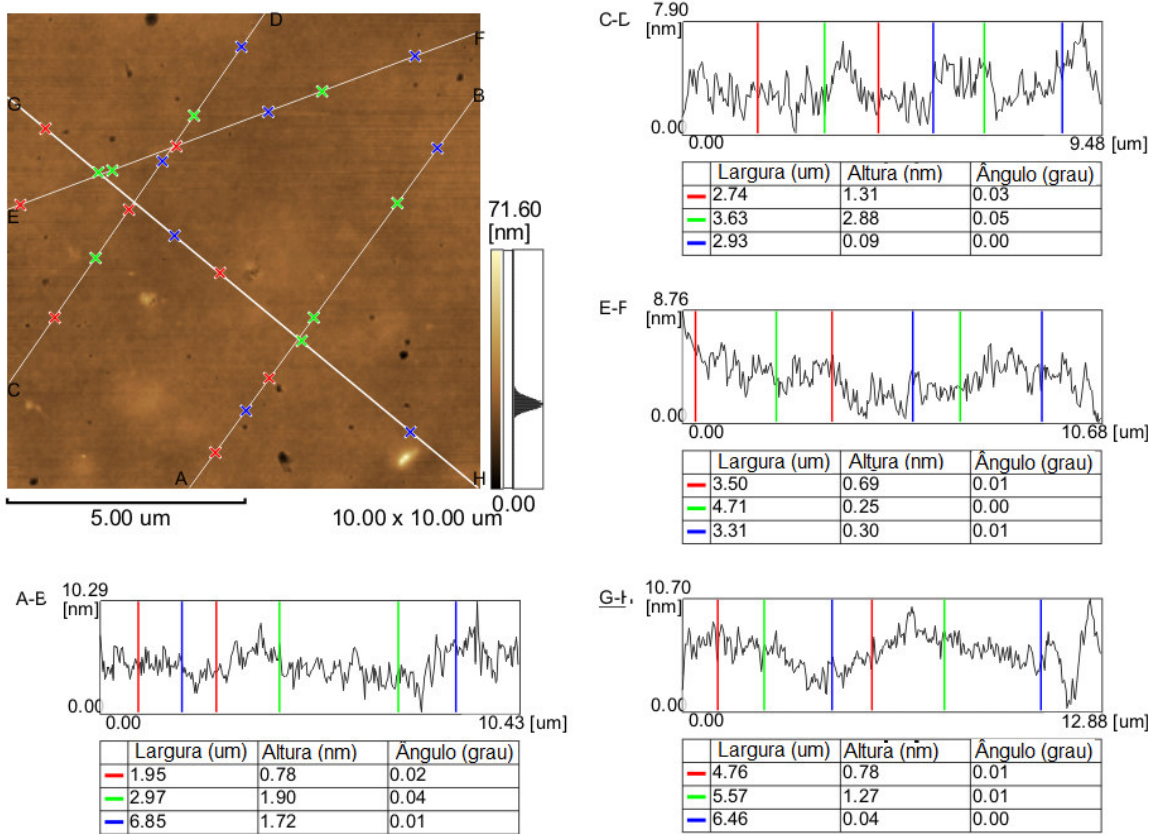 D
F
G
B
E
C
A
H
71.60
[nm]
0.00
5.00 um
10.00 x 10.00 um
C-D
7.90
[nm]
0.00
0.00
9.48
[um]
Largura (um) Altura (nm) Ângulo (grau)
2.74 1.31 0.03
3.63 2.88 0.05
2.93 0.09 0.00
E-F
8.76
[nm]
0.00
0.00
10.68 [um]
Largura (um) Altura (nm) Ângulo (grau)
3.50 0.69 0.01
4.71 0.25 0.00
3.31 0.30 0.01
A-B
10.29
[nm]
0.00
0.00
10.43 [um]
Largura (um) Altura (nm) Ângulo (grau)
1.95 0.78 0.02
2.97 1.90 0.04
6.85 1.72 0.01
G-H
10.70
[nm]
0.00
0.00
12.88 [um]
Largura (um) Altura (nm) Ângulo (grau)
4.76 0.78 0.01
5.57 1.27 0.01
6.46 0.04 0.00